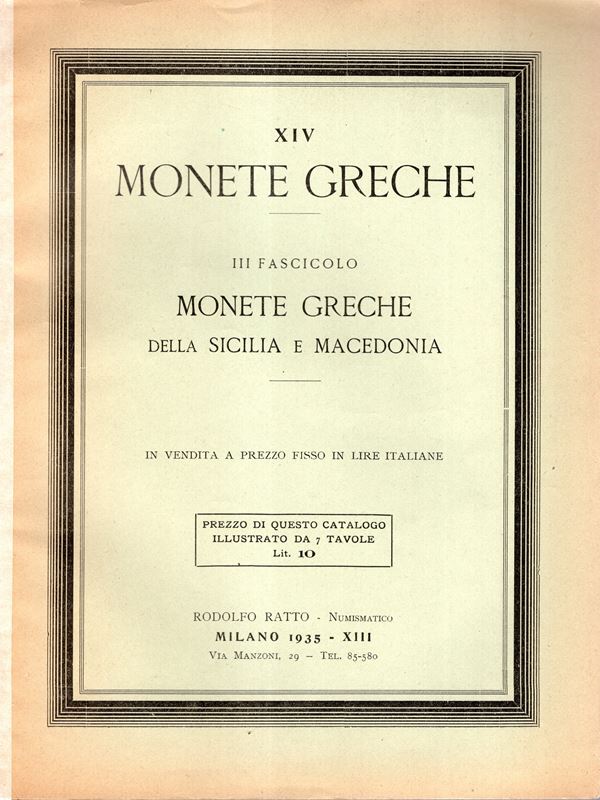 XIV
MONETE GRECHE
III FASCICOLO
MONETE GRECHE
DELLA SICILIA E MACEDONIA
IN VENDITA A PREZZO FISSO IN LIRE ITALIANE
PREZZO DI QUESTO CATALOGO
ILLUSTRATO DA 7 TAVOLE
Lit. 10
RODOLFO RATTO - NUMISMATICO
MILANO 1935 - XIII
VIA MANZONI, 29 — TEL. 85-580